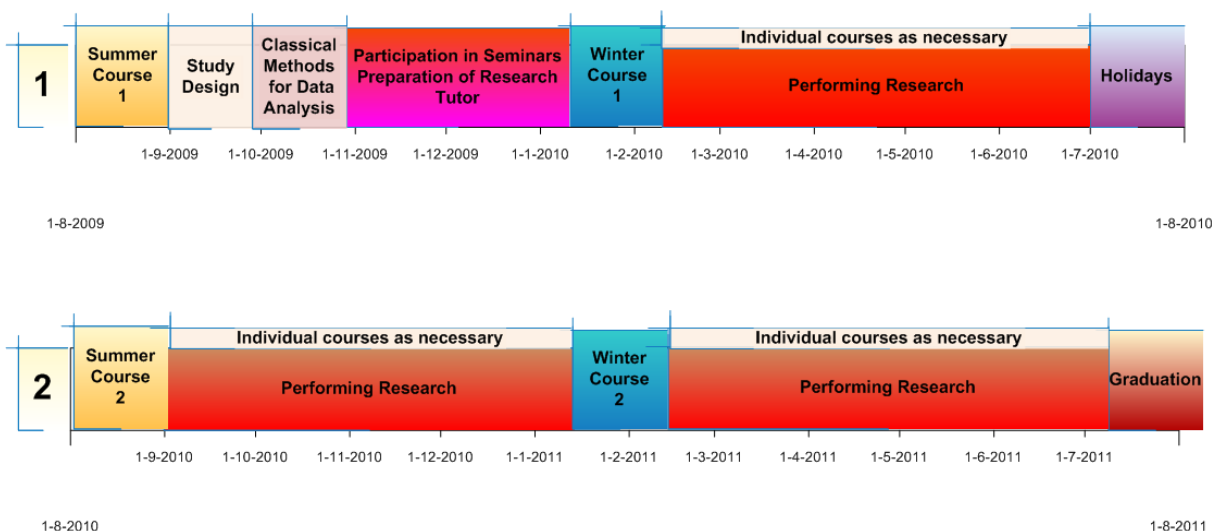 1
Summer
Course
1
Study
Design
Classical
Methods
for Data
Analysis
Participation in Seminars
Preparation of Research
Tutor
Winter
Course
1
Individual courses as necessary
Performing Research
Holidays
1-9-2009
1-10-2009
1-11-2009
1-12-2009
1-1-2010
1-2-2010
1-3-2010
1-4-2010
1-5-2010
1-6-2010
1-7-2010
1-8-2009
1-8-2010
2
Summer
Course
2
Individual courses as necessary
Performing Research
Winter
Course
2
Individual courses as necessary
Performing Research
Graduation
1-9-2010
1-10-2010
1-11-2010
1-12-2010
1-1-2011
1-2-2011
1-3-2011
1-4-2011
1-5-2011
1-6-2011
1-7-2011
1-8-2010
1-8-2011